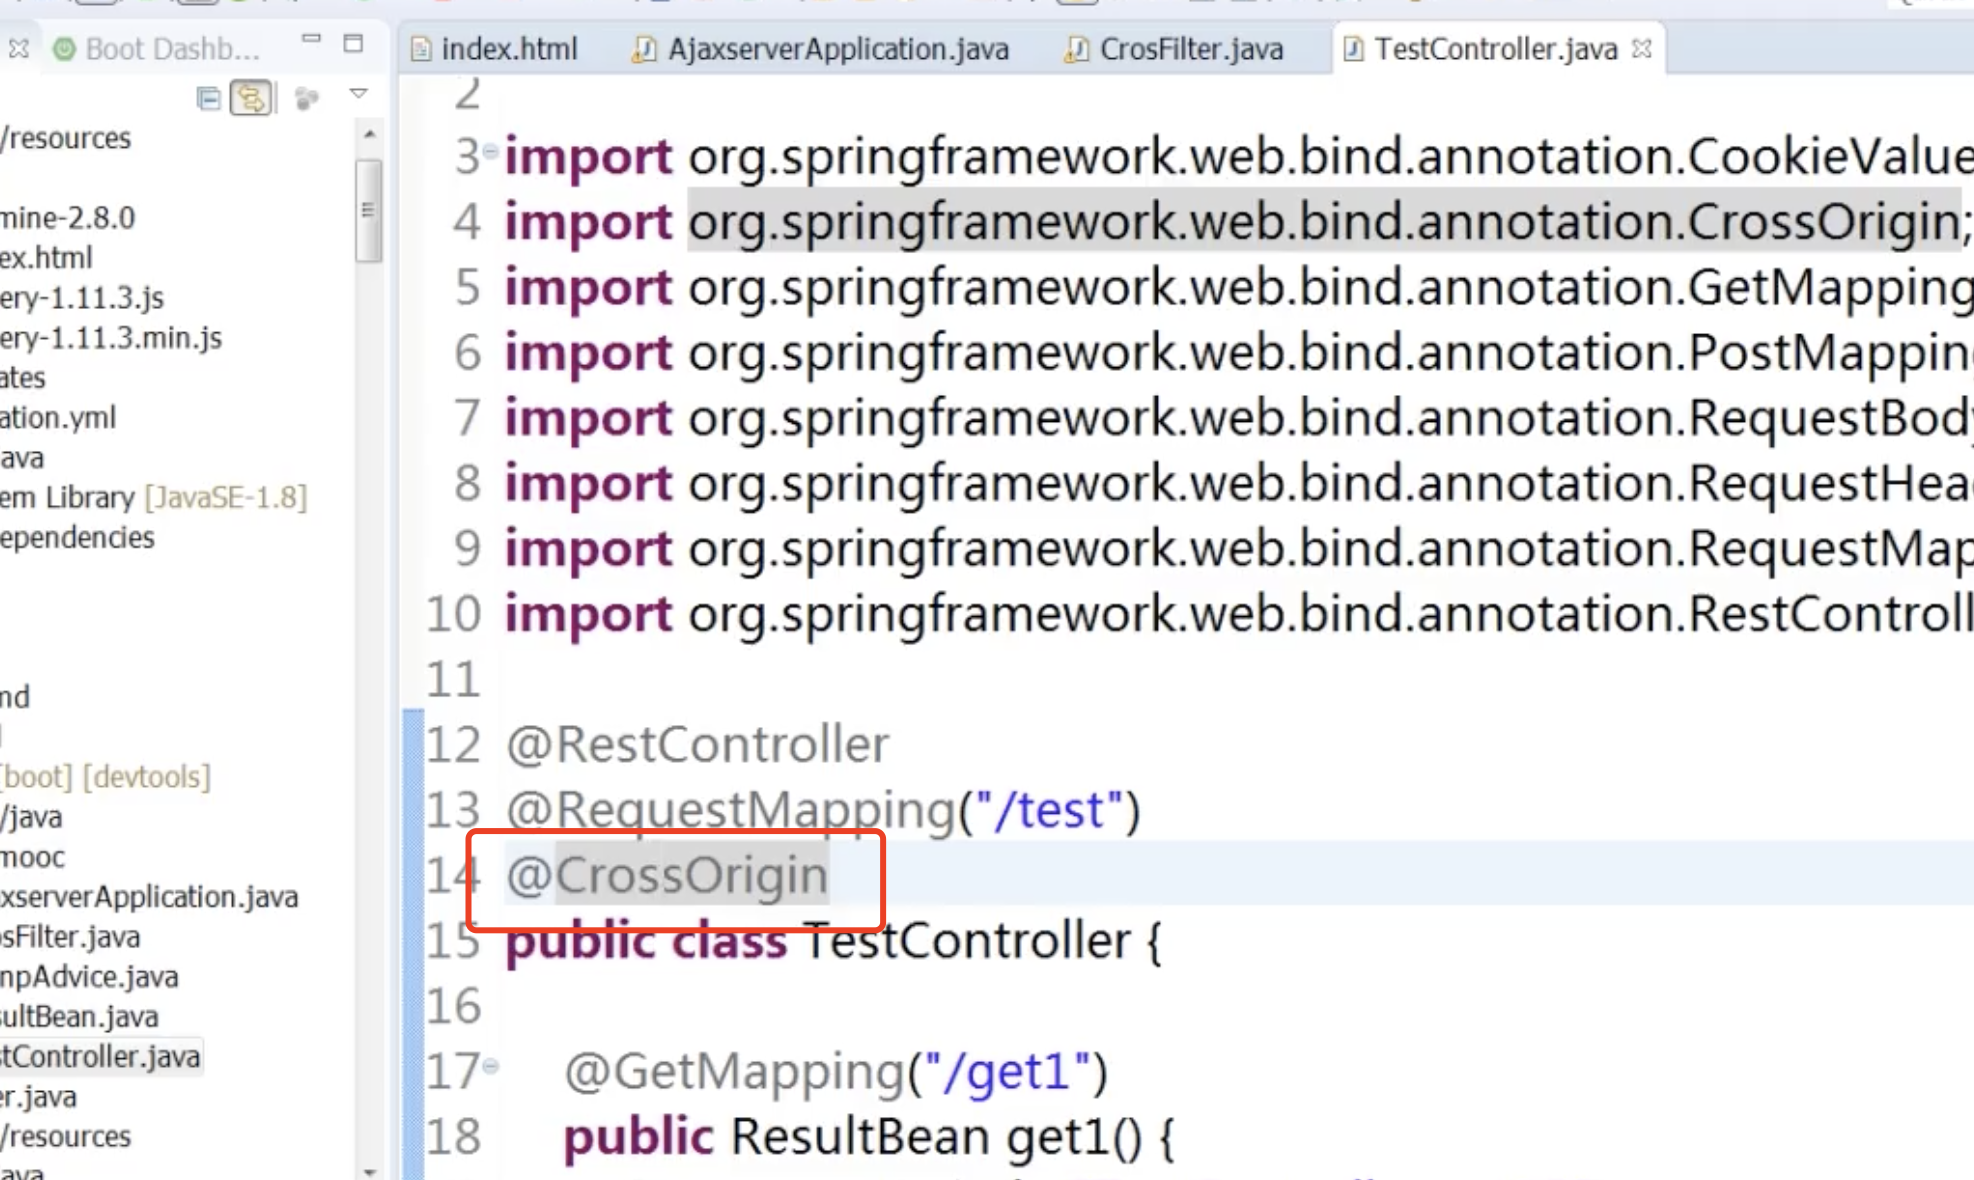 Boot Dashb...
index.html
AjaxserverApplication.java
CrosFilter.java
TestController.java
/resources
mine-2.8.0
ex.html
ery-1.11.3.js
ery-1.11.3.min.js
ates
ation.yml
ava
em Library [JavaSE-1.8]
ependencies
nd
[boot] [devtools]
/java
mooc
xserverApplication.java
osFilter.java
npAdvice.java
sultBean.java
stController.java
er.java
/resources
ava
2
3 import org.springframework.web.bind.annotation.CookieValue
4 import org.springframework.web.bind.annotation.CrossOrigin;
5 import org.springframework.web.bind.annotation.GetMapping
6 import org.springframework.web.bind.annotation.PostMapping
7 import org.springframework.web.bind.annotation.RequestBody
8 import org.springframework.web.bind.annotation.RequestHea
9 import org.springframework.web.bind.annotation.RequestMap
10 import org.springframework.web.bind.annotation.RestControll
11
12 @RestController
13 @RequestMapping("/test")
14 @CrossOrigin
15 public class TestController {
16
17 @GetMapping("/get1")
18 public ResultBean get1() {